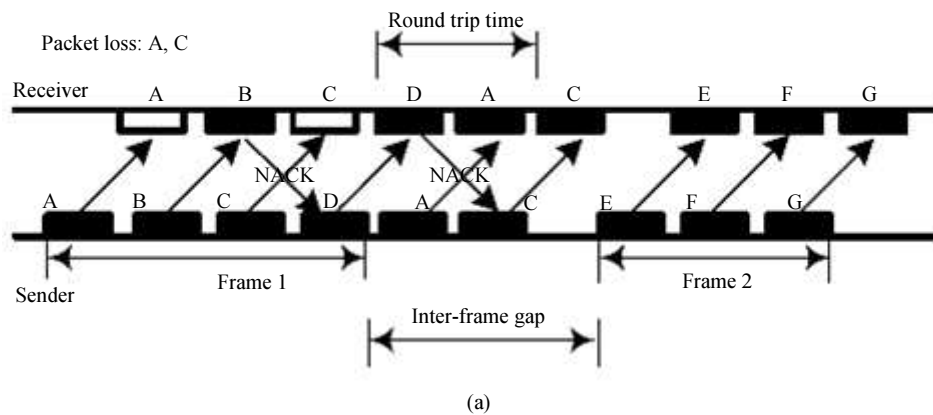 Round trip time
Packet loss: A, C
Receiver
A B C D A C E F G
NACK NACK
A B C D A C E F G
Frame 1 Frame 2
Sender
Inter-frame gap
(a)